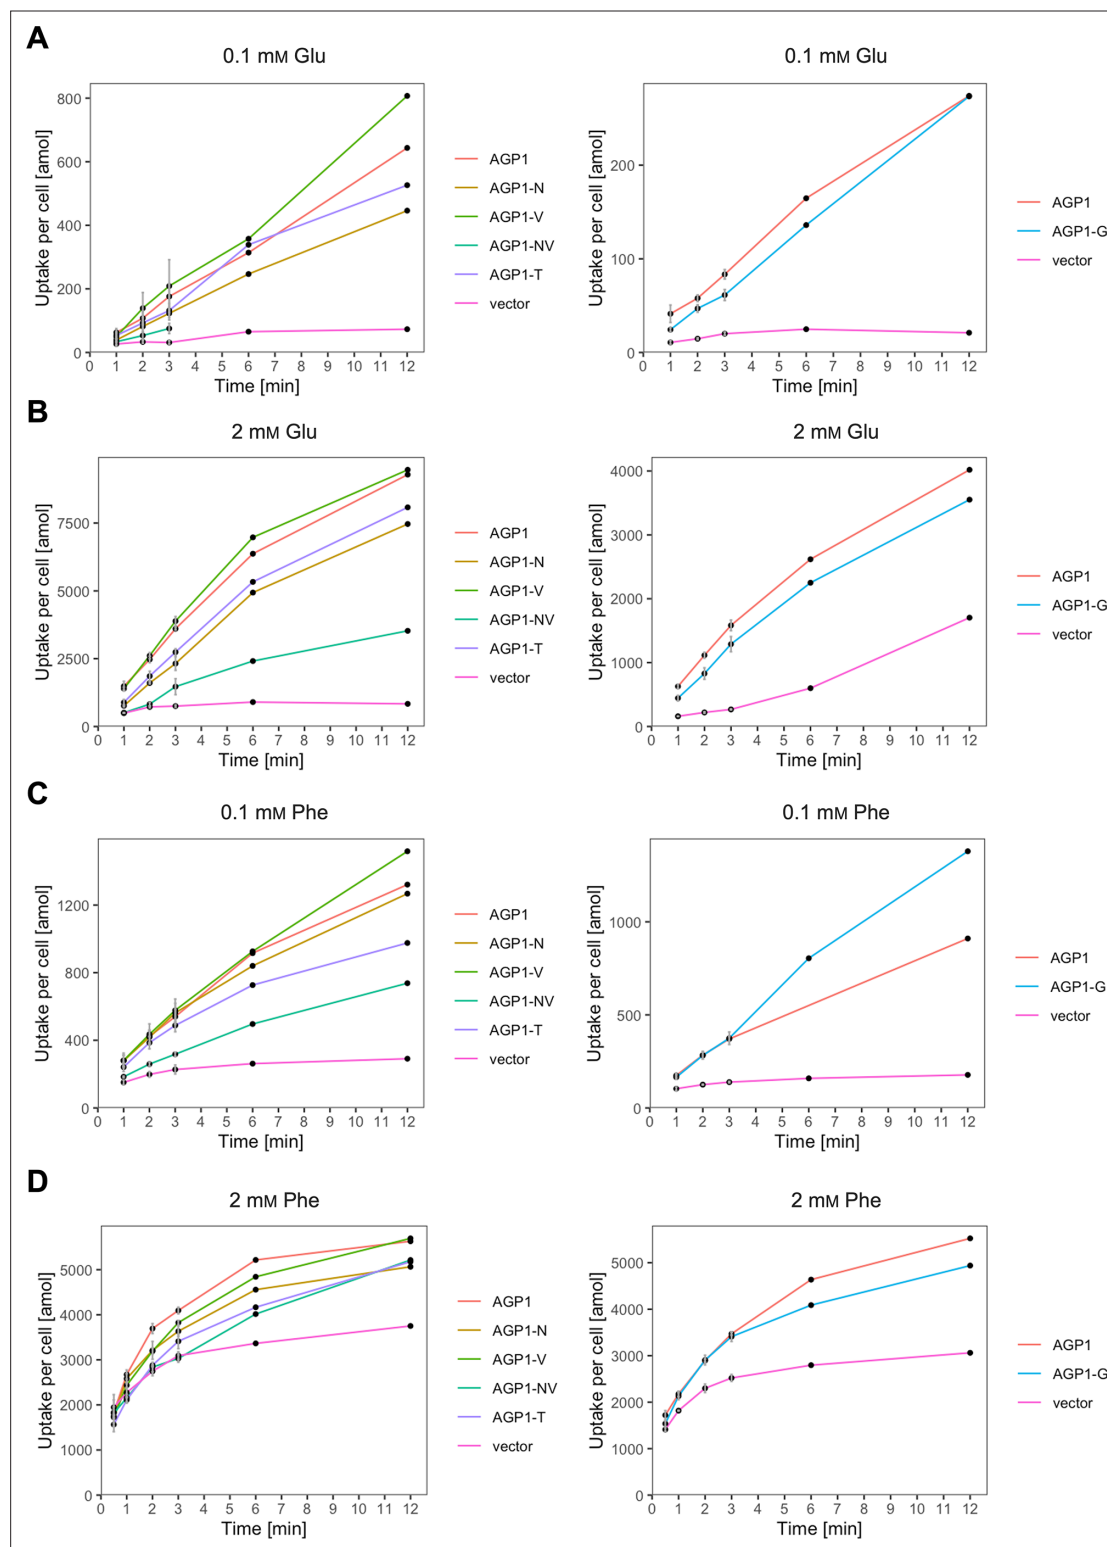 A
0.1 mM Glu
Uptake per cell [amol]
800
600
400
200
0
0 1 2 3 4 5 6 7 8 9 10 11 12
Time [min]
AGP1
AGP1-N
AGP1-V
AGP1-NV
AGP1-T
vector
0.1 mM Glu
Uptake per cell [amol]
200
100
0
0 1 2 3 4 5 6 7 8 9 10 11 12
Time [min]
AGP1
AGP1-G
vector
B
2 mM Glu
Uptake per cell [amol]
7500
5000
2500
0
0 1 2 3 4 5 6 7 8 9 10 11 12
Time [min]
AGP1
AGP1-N
AGP1-V
AGP1-NV
AGP1-T
vector
2 mM Glu
Uptake per cell [amol]
4000
3000
2000
1000
0
0 1 2 3 4 5 6 7 8 9 10 11 12
Time [min]
AGP1
AGP1-G
vector
C
0.1 mM Phe
Uptake per cell [amol]
1200
800
400
0
0 1 2 3 4 5 6 7 8 9 10 11 12
Time [min]
AGP1
AGP1-N
AGP1-V
AGP1-NV
AGP1-T
vector
0.1 mM Phe
Uptake per cell [amol]
1000
500
0
0 1 2 3 4 5 6 7 8 9 10 11 12
Time [min]
AGP1
AGP1-G
vector
D
2 mM Phe
Uptake per cell [amol]
5000
4000
3000
2000
1000
0
0 1 2 3 4 5 6 7 8 9 10 11 12
Time [min]
AGP1
AGP1-N
AGP1-V
AGP1-NV
AGP1-T
vector
2 mM Phe
Uptake per cell [amol]
5000
4000
3000
2000
1000
0
0 1 2 3 4 5 6 7 8 9 10 11 12
Time [min]
AGP1
AGP1-G
vector